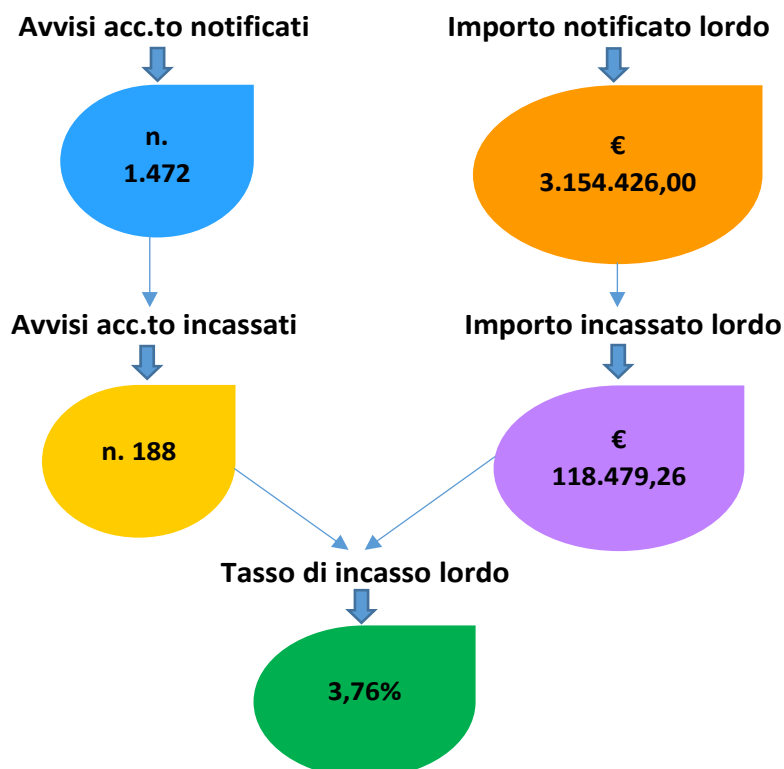 Avvisi acc.to notificati
Importo notificato lordo
n.
1.472
€
3.154.426,00
Avvisi acc.to incassati
Importo incassato lordo
n. 188
€
118.479,26
Tasso di incasso lordo
3,76%